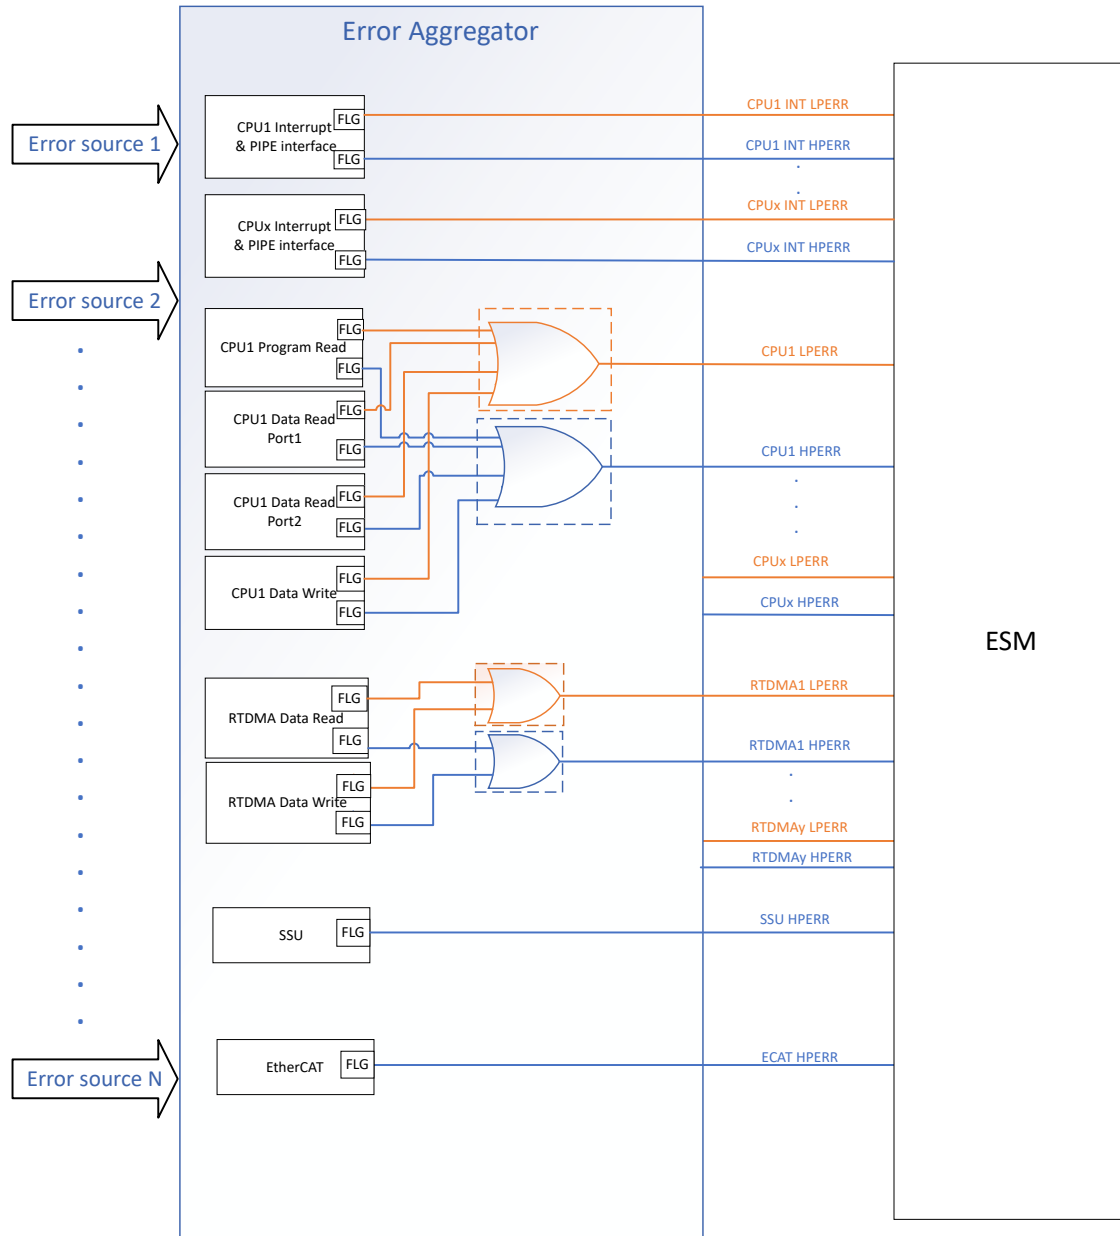 Error Aggregator
Error source 1
CPU1 Interrupt
& PIPE interface
FLG
FLG
CPU1 INT LPERR
CPU1 INT HPERR
CPUx Interrupt
& PIPE interface
FLG
FLG
CPUx INT LPERR
CPUx INT HPERR
Error source 2
CPU1 Program Read
FLG
FLG
CPU1 Data Read
Port1
FLG
FLG
CPU1 Data Read
Port2
FLG
FLG
CPU1 Data Write
FLG
FLG
CPU1 LPERR
CPU1 HPERR
CPUx LPERR
CPUx HPERR
ESM
RTDMA Data Read
FLG
FLG
RTDMA Data Write
FLG
FLG
RTDMA1 LPERR
RTDMA1 HPERR
RTDMAy LPERR
RTDMAy HPERR
SSU
FLG
SSU HPERR
Error source N
EtherCAT
FLG
ECAT HPERR